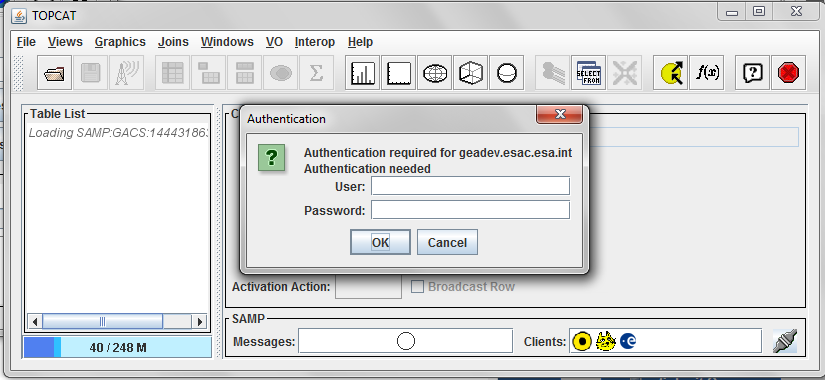 TOPCAT
File Views Graphics Joins Windows VO Interop Help
SELECT
FROM
f(x)
Table List
Loading SAMP:GACS:14443186
Authentication
Authentication required for geadev.esac.esa.int
Authentication needed
User:
Password:
OK Cancel
Activation Action: Broadcast Row
SAMP
Messages: Clients:
40 / 248 M